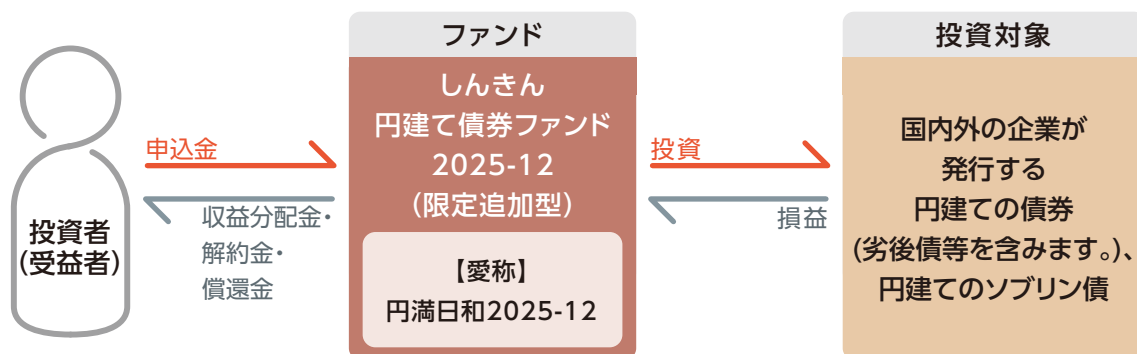 投資者
(受益者)
申込金
収益分配金・
解約金・
償還金
ファンド
しんきん
円建て債券ファンド
2025-12
(限定追加型)
【愛称】
円満日和2025-12
投資
損益
投資対象
国内外の企業が
発行する
円建ての債券
(劣後債等を含みます。)、
円建てのソブリン債